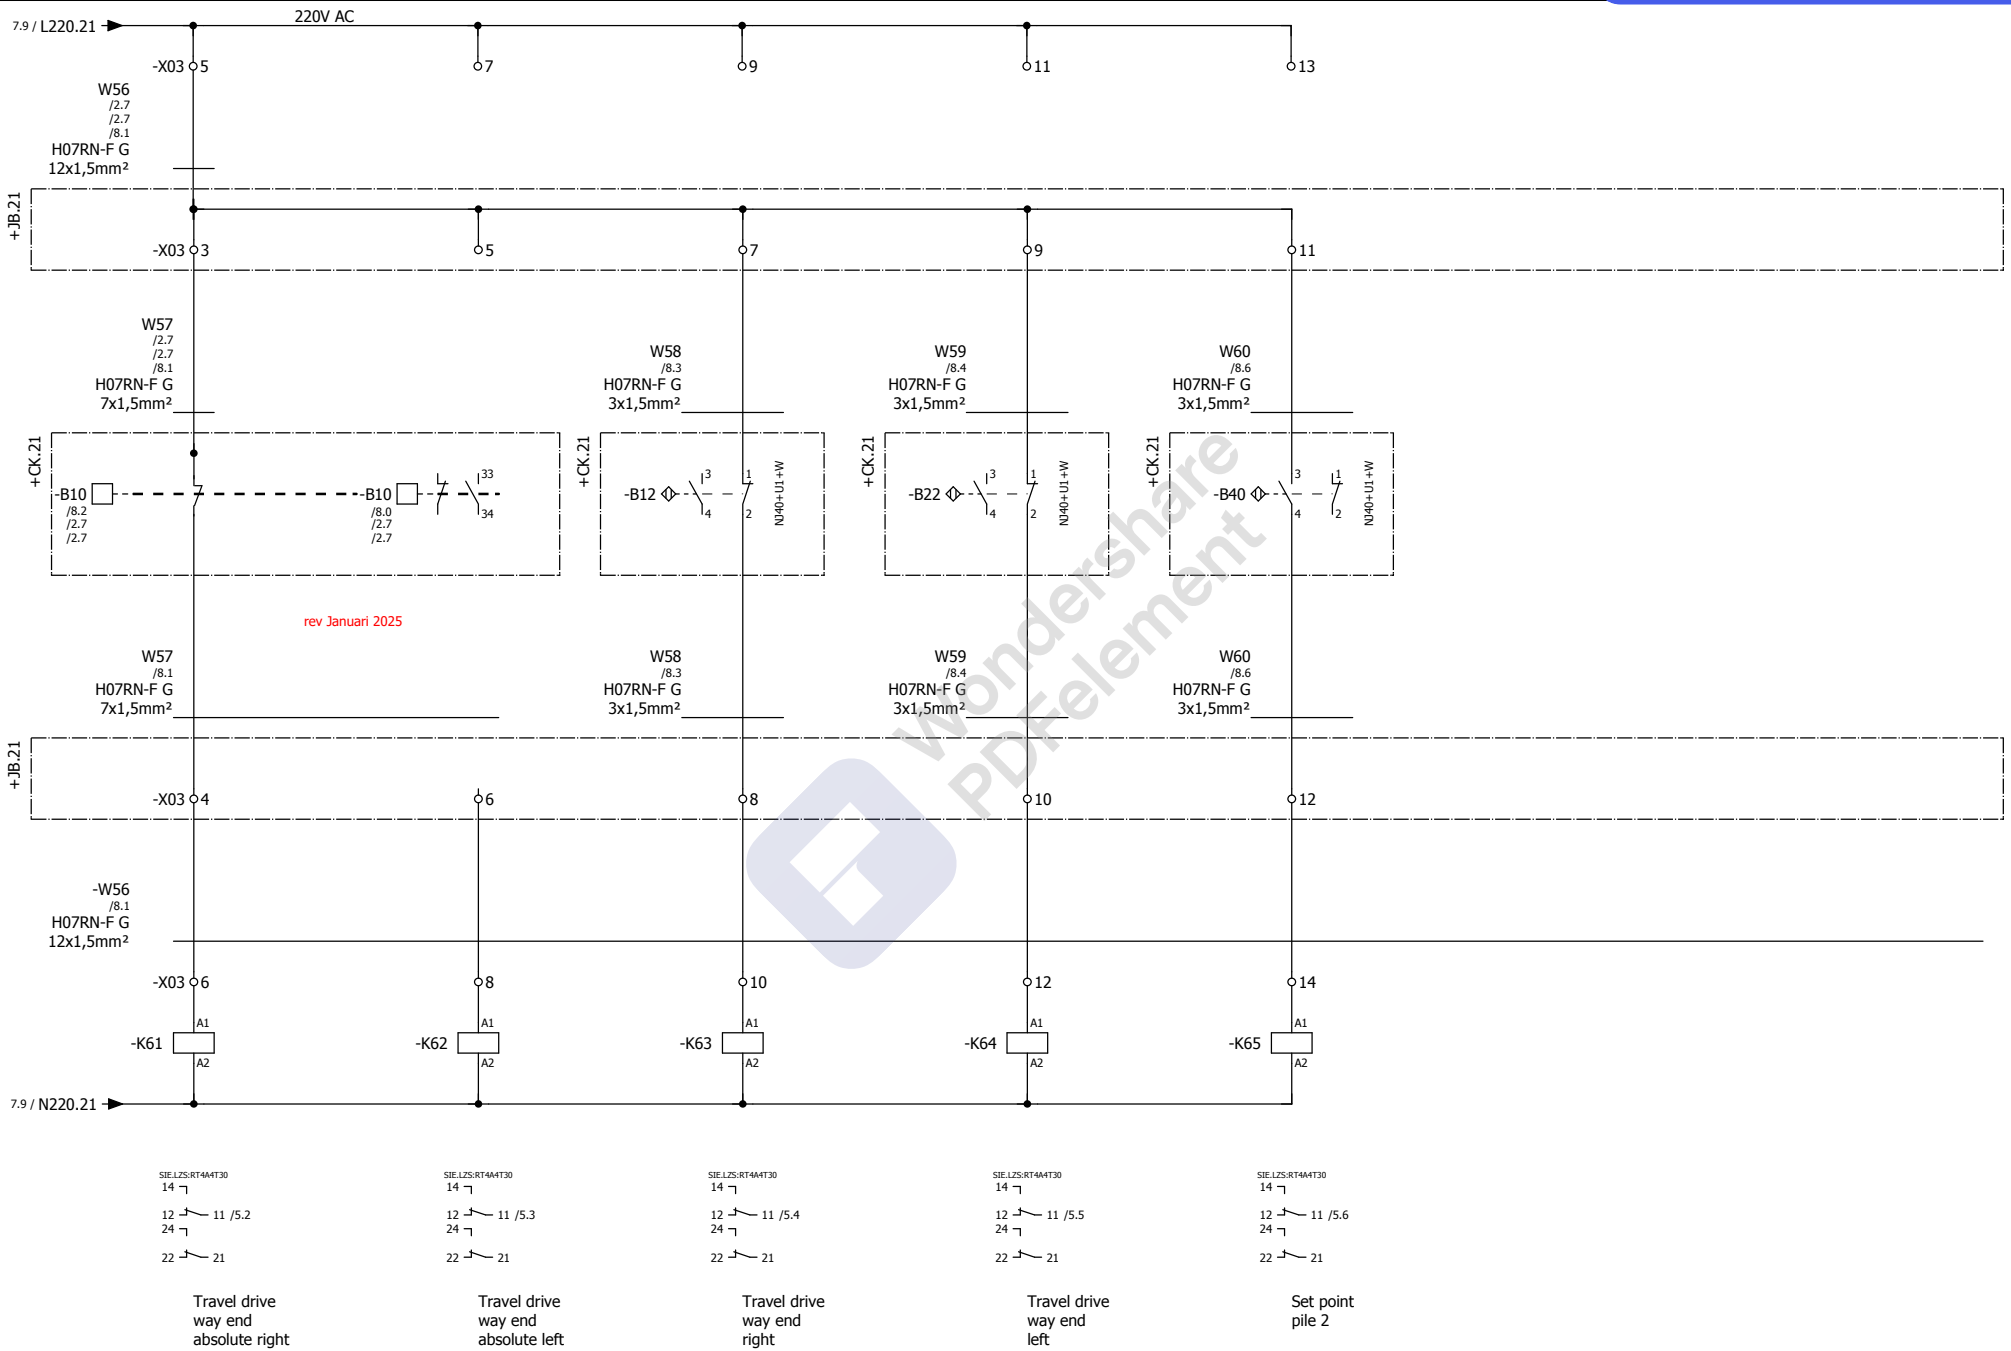 7.9 / L220.21
220V AC
-X03 5
7
9
11
13
W56
/2.7
/2.7
/8.1
H07RN-F G
12x1,5mm²
+JB.21
-X03 3
5
7
9
11
W57
/2.7
/2.7
/8.1
H07RN-F G
7x1,5mm²
W58
/8.3
H07RN-F G
3x1,5mm²
W59
/8.4
H07RN-F G
3x1,5mm²
W60
/8.6
H07RN-F G
3x1,5mm²
+CK.21
-B10
/8.2
/2.7
/2.7
-B10
/8.0
/2.7
/2.7
33
34
+CK.21
-B12
3
4
1
2
NJ40+U1+W
+CK.21
-B22
3
4
1
2
NJ40+U1+W
+CK.21
-B40
3
4
1
2
NJ40+U1+W
rev Januari 2025
Wondershare
PDFelement
W57
/8.1
H07RN-F G
7x1,5mm²
W58
/8.3
H07RN-F G
3x1,5mm²
W59
/8.4
H07RN-F G
3x1,5mm²
W60
/8.6
H07RN-F G
3x1,5mm²
+JB.21
-X03 4
6
8
10
12
-W56
/8.1
H07RN-F G
12x1,5mm²
-X03 6
8
10
12
14
-K61
A1
A2
-K62
A1
A2
-K63
A1
A2
-K64
A1
A2
-K65
A1
A2
7.9 / N220.21
SIE.LZS:RT4A4T30
14
12 11 /5.2
24
22 21
Travel drive
way end
absolute right
SIE.LZS:RT4A4T30
14
12 11 /5.3
24
22 21
Travel drive
way end
absolute left
SIE.LZS:RT4A4T30
14
12 11 /5.4
24
22 21
Travel drive
way end
right
SIE.LZS:RT4A4T30
14
12 11 /5.5
24
22 21
Travel drive
way end
left
SIE.LZS:RT4A4T30
14
12 11 /5.6
24
22 21
Set point
pile 2